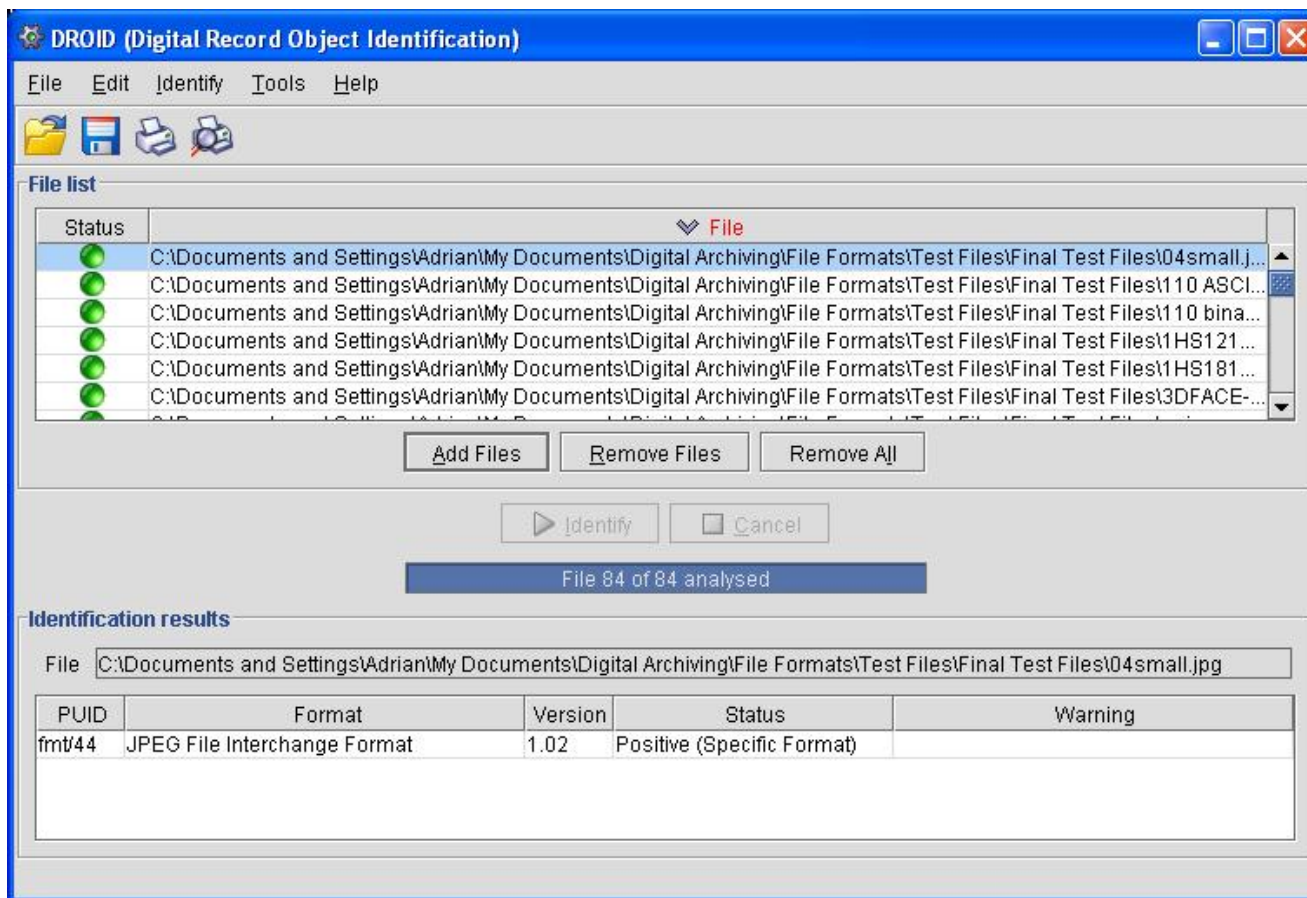 DROID (Digital Record Object Identification)
File Edit Identify Tools Help
File list
Status File
C:\Documents and Settings\Adrian\My Documents\Digital Archiving\File Formats\Test Files\Final Test Files\04small.j...
C:\Documents and Settings\Adrian\My Documents\Digital Archiving\File Formats\Test Files\Final Test Files\110 ASCI...
C:\Documents and Settings\Adrian\My Documents\Digital Archiving\File Formats\Test Files\Final Test Files\110 bina...
C:\Documents and Settings\Adrian\My Documents\Digital Archiving\File Formats\Test Files\Final Test Files\1HS121...
C:\Documents and Settings\Adrian\My Documents\Digital Archiving\File Formats\Test Files\Final Test Files\1HS181...
C:\Documents and Settings\Adrian\My Documents\Digital Archiving\File Formats\Test Files\Final Test Files\3DFACE-...
Add Files Remove Files Remove All
Identify Cancel
File 84 of 84 analysed
Identification results
File C:\Documents and Settings\Adrian\My Documents\Digital Archiving\File Formats\Test Files\Final Test Files\04small.jpg
PUID Format Version Status Warning
fmt/44 JPEG File Interchange Format 1.02 Positive (Specific Format)